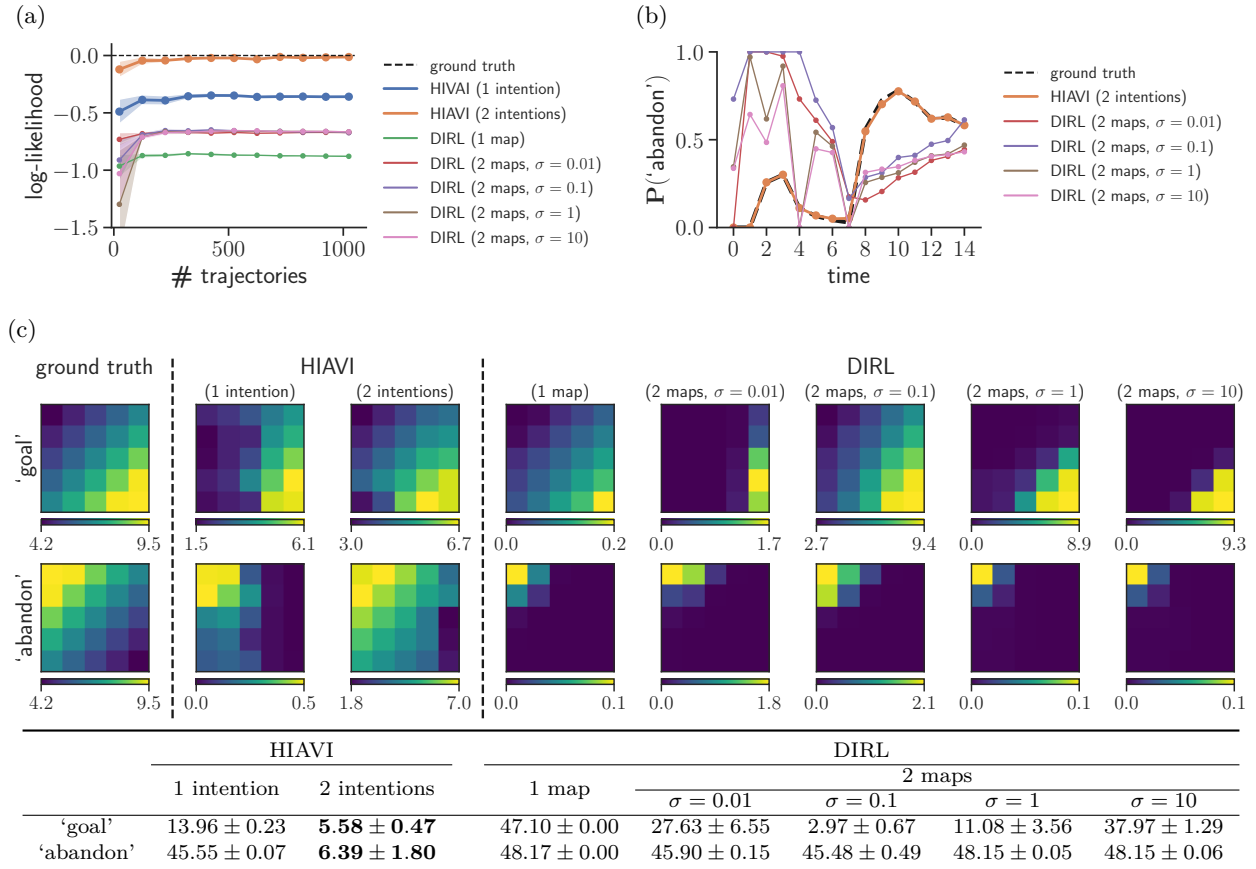 (a)
log-likelihood
0.0
−0.5
−1.0
−1.5
0
500
1000
# trajectories
ground truth
HIVAI (1 intention)
HIAVI (2 intentions)
DIRL (1 map)
DIRL (2 maps, σ = 0.01)
DIRL (2 maps, σ = 0.1)
DIRL (2 maps, σ = 1)
DIRL (2 maps, σ = 10)
(b)
P(‘abandon’)
1.0
0.5
0.0
0 2 4 6 8 10 12 14
time
ground truth
HIAVI (2 intentions)
DIRL (2 maps, σ = 0.01)
DIRL (2 maps, σ = 0.1)
DIRL (2 maps, σ = 1)
DIRL (2 maps, σ = 10)
(c)
ground truth HIAVI DIRL
(1 intention) (2 intentions) (1 map) (2 maps, σ = 0.01) (2 maps, σ = 0.1) (2 maps, σ = 1) (2 maps, σ = 10)
‘goal’
4.2 9.5 1.5 6.1 3.0 6.7 0.0 0.2 0.0 1.7 2.7 9.4 0.0 8.9 0.0 9.3
‘abandon’
4.2 9.5 0.0 0.5 1.8 7.0 0.0 0.1 0.0 1.8 0.0 2.1 0.0 0.1 0.0 0.1
HIAVI DIRL
1 intention 2 intentions 1 map 2 maps
σ = 0.01 σ = 0.1 σ = 1 σ = 10
‘goal’ 13.96 ± 0.23 5.58 ± 0.47 47.10 ± 0.00 27.63 ± 6.55 2.97 ± 0.67 11.08 ± 3.56 37.97 ± 1.29
‘abandon’ 45.55 ± 0.07 6.39 ± 1.80 48.17 ± 0.00 45.90 ± 0.15 45.48 ± 0.49 48.15 ± 0.05 48.15 ± 0.06